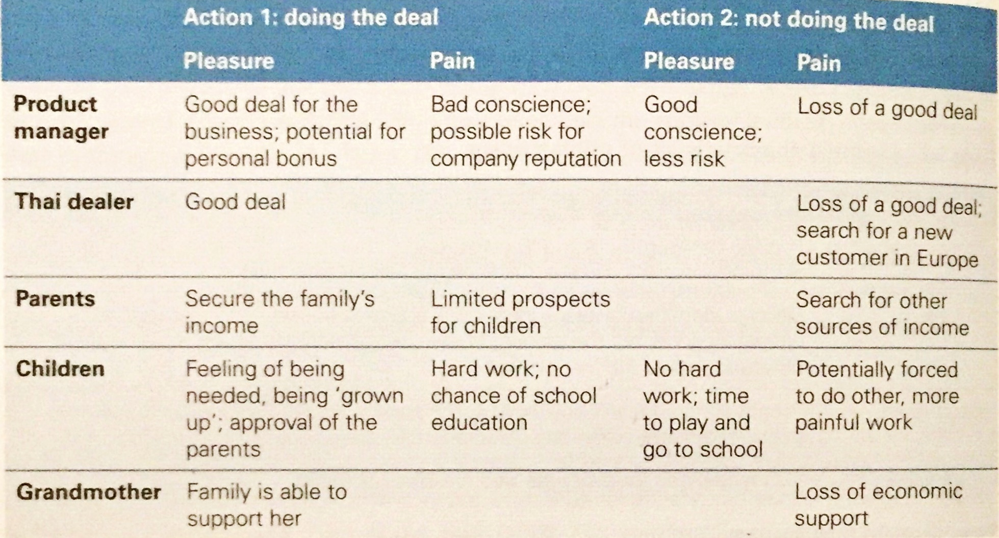 Action 1: doing the deal
Action 2: not doing the deal
Pleasure
Pain
Pleasure
Pain
Product
manager
Good deal for the
business; potential for
personal bonus
Bad conscience;
possible risk for
company reputation
Good
conscience;
less risk
Loss of a good deal
Thai dealer
Good deal
Loss of a good deal;
search for a new
customer in Europe
Parents
Secure the family's
income
Limited prospects
for children
Search for other
sources of income
Children
Feeling of being
needed, being 'grown
up'; approval of the
parents
Hard work; no
chance of school
education
No hard
work; time
to play and
go to school
Potentially forced
to do other, more
painful work
Grandmother
Family is able to
support her
Loss of economic
support